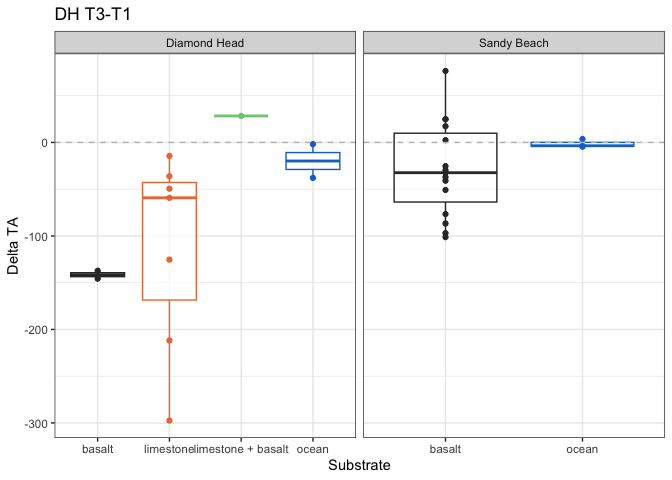 DH T3-T1
Diamond Head
Sandy Beach
0
-100
-200
-300
Delta TA
basalt limestone limestone + basalt ocean
basalt ocean
Substrate